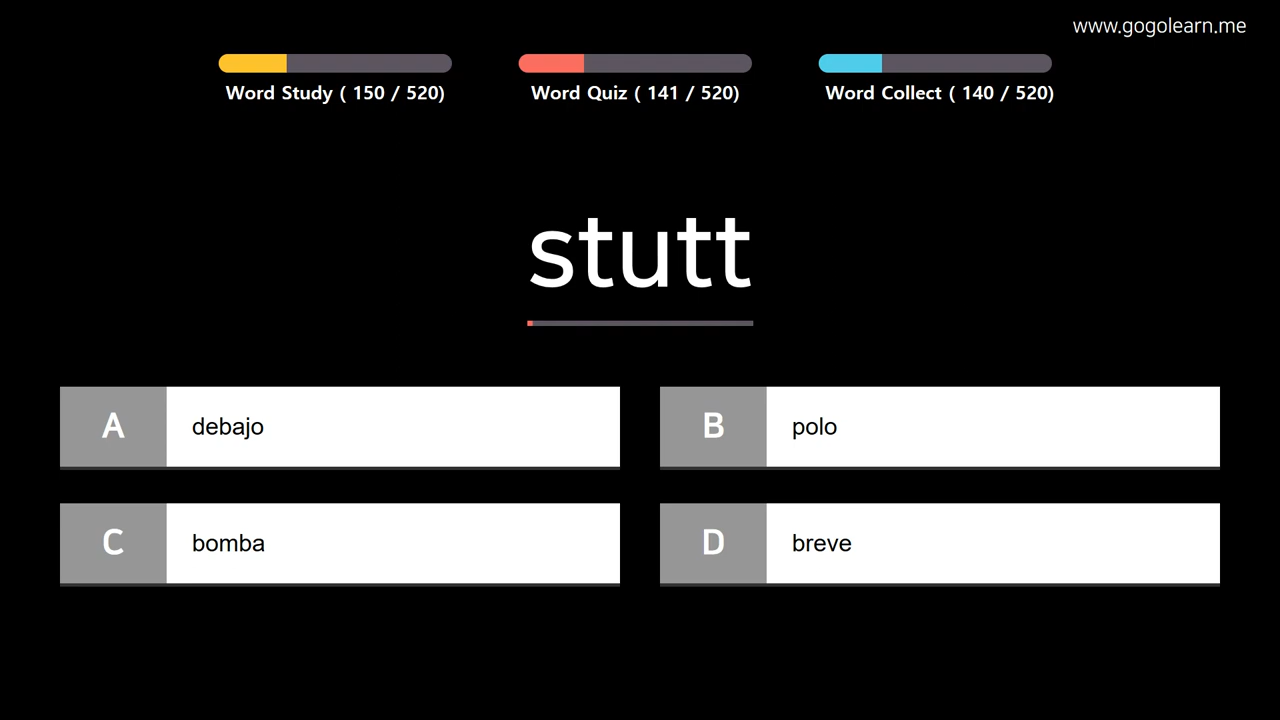 www.gogolearn.me
Word Study ( 150 / 520)
Word Quiz ( 141 / 520)
Word Collect ( 140 / 520)
stutt
A debajo
B polo
C bomba
D breve